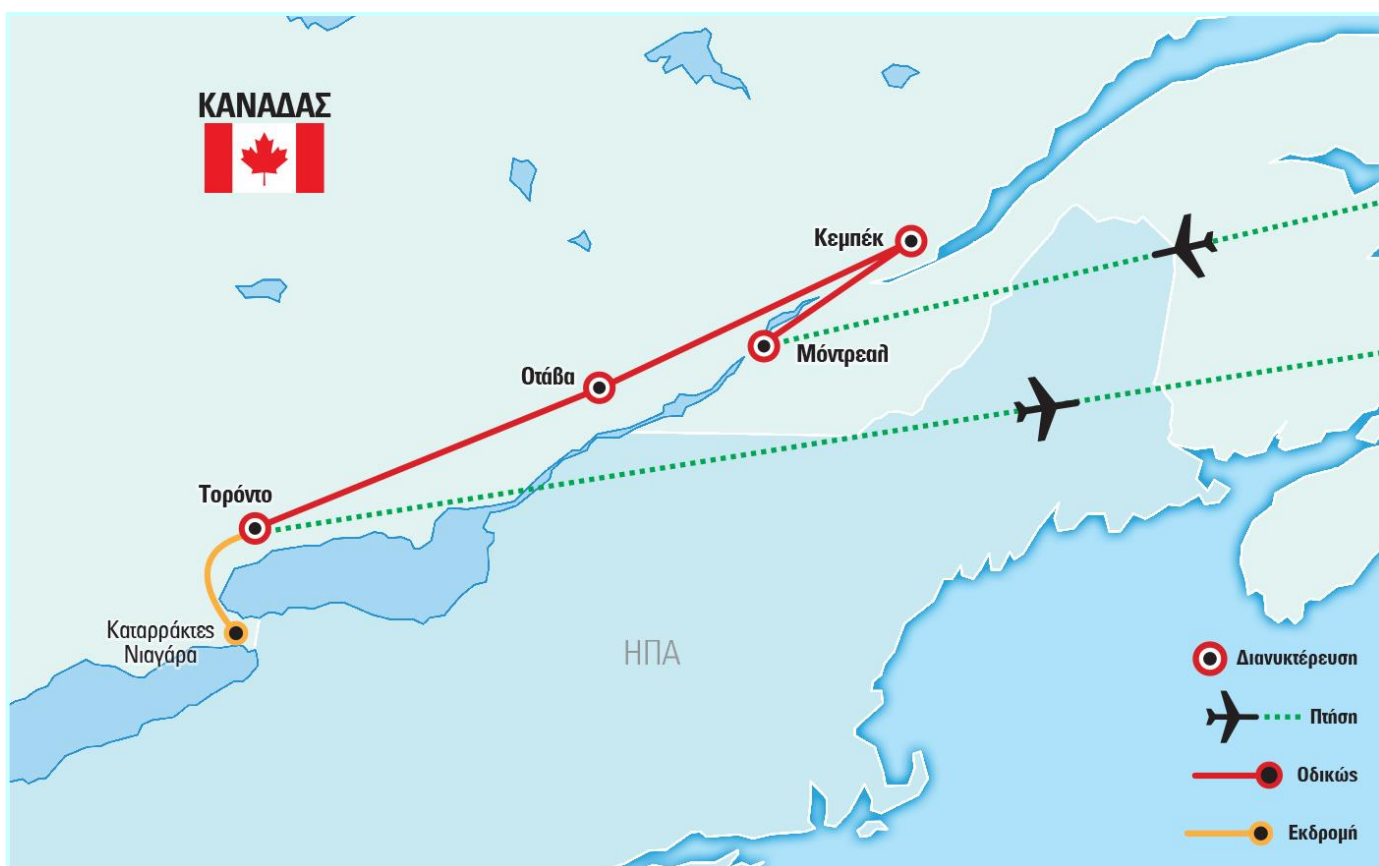 ΚΑΝΑΔΑΣ
Κεμπέκ
Μόντρεαλ
Οτάβα
Τορόντο
Καταρράκτες
Νιαγάρα
ΗΠΑ
Διανυκτέρευση
Πτήση
Οδικώς
Εκδρομή